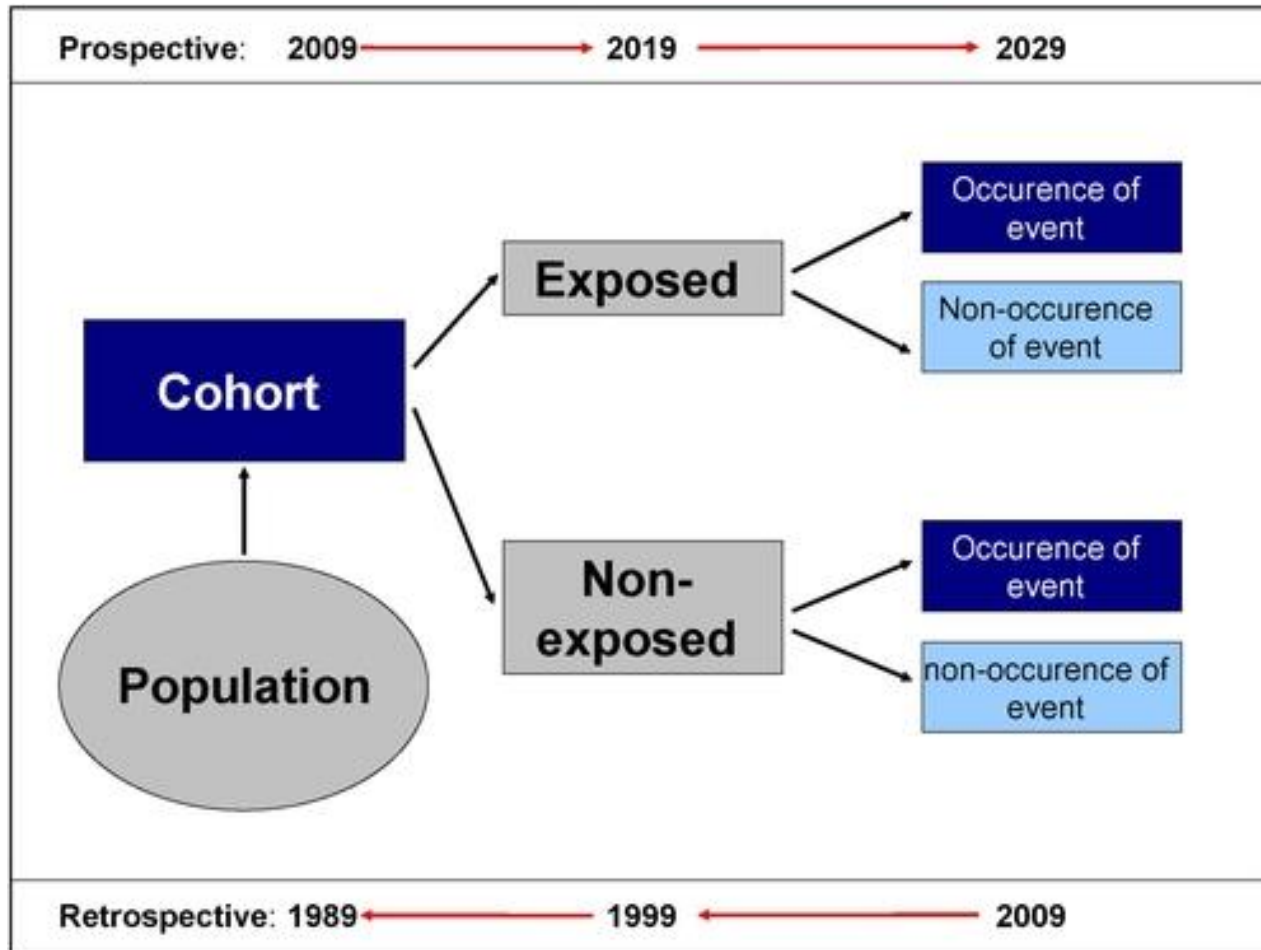 Prospective: 2009 2019 2029
Occurence of
event
Exposed
Non-occurence
of event
Cohort
Occurence of
event
Non-
exposed
non-occurence of
event
Population
Retrospective: 1989 1999 2009